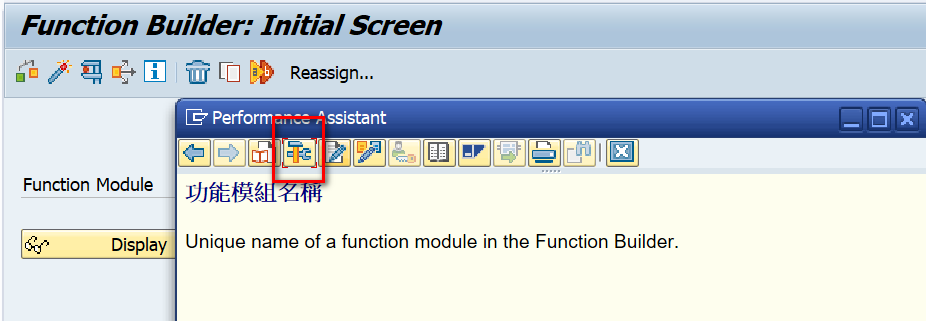 Function Builder: Initial Screen
Reassign...
Performance Assistant
Function Module
功能模組名稱
Unique name of a function module in the Function Builder.
Display